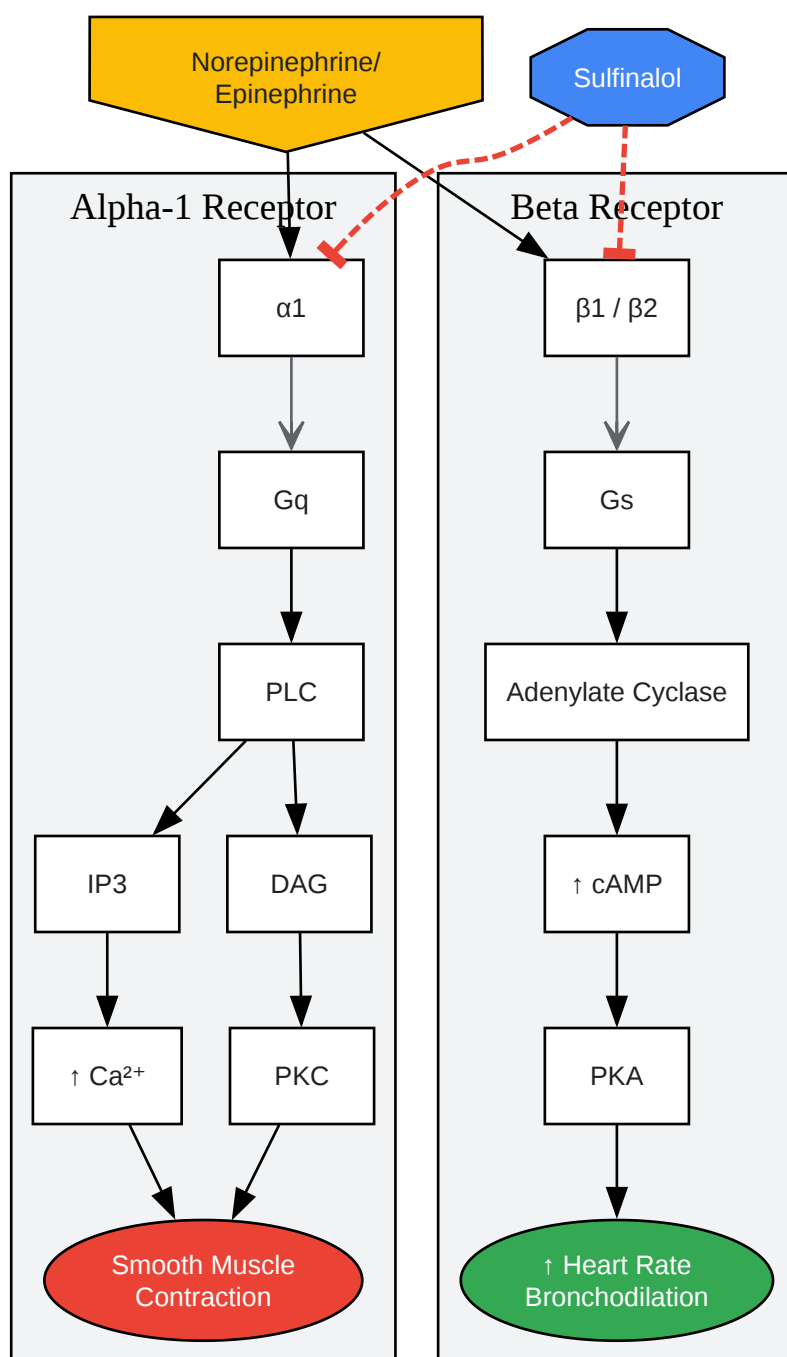 Norepinephrine/
Epinephrine
Sulfinalol
Alpha-1 Receptor
Beta Receptor
α1
β1 / β2
Gq
Gs
PLC
Adenylate Cyclase
IP3
DAG
↑ cAMP
↑ Ca²⁺
PKC
PKA
Smooth Muscle
Contraction
↑ Heart Rate
Bronchodilation